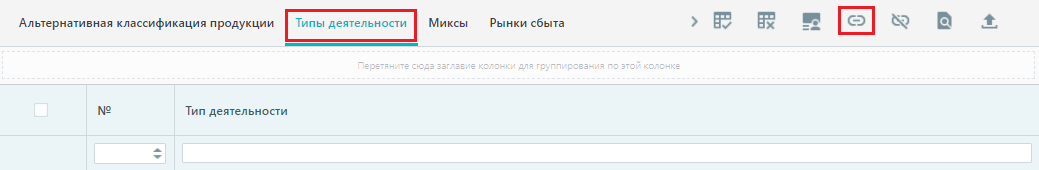 Альтернативная классификация продукции Типы деятельности Миксы Рынки сбыта
Перетяните сюда заглавие колонки для группирования по этой колонке
№ Тип деятельности